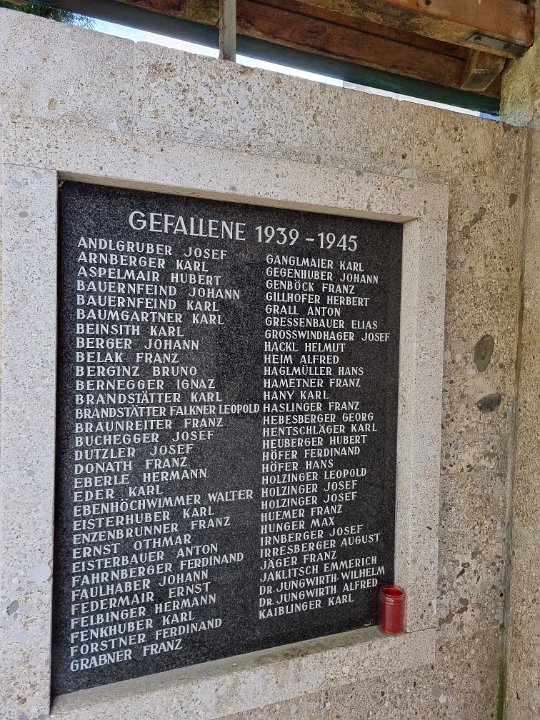 GEFALLENE 1939 - 1945
ANDLGRUBER JOSEF
ARNBERGER KARL
ASPELMAIR HUBERT
BAUERNFEIND JOHANN
BAUERNFEIND KARL
BAUMGARTNER KARL
BEINSITH KARL
BERGER JOHANN
BELAK FRANZ
BERGINZ BRUNO
BERNEGGER IGNAZ
BRANDSTÄTTER KARL
BRANDSTÄTTER FALKNER LEOPOLD
BRAUNREITER FRANZ
BUCHEGGER JOSEF
DUTZLER JOSEF
DONATH FRANZ
EBERLE HERMANN
EDER KARL
EBENHÖCHWIMMER WALTER
EISTERHUBER KARL
ENZENBRUNNER FRANZ
ERNST OTHMAR
EISTERBAUER ANTON
FAHRNBERGER FERDINAND
FAULHABER JOHANN
FEDERMAIR ERNST
FELBINGER HERMANN
FENKHUBER KARL
FORSTNER FERDINAND
GRABNER FRANZ
GANGLMAIER KARL
GEGENHUBER JOHANN
GENBÖCK FRANZ
GILLHOFER HERBERT
GRALL ANTON
GRESSENBAUER ELIAS
GROSSWINDHAGER JOSEF
HACKL HELMUT
HEIM ALFRED
HAGLMÜLLER HANS
HAMETNER FRANZ
HANY KARL
HASLINGER FRANZ
HEBESBERGER GEORG
HENTSCHLÄGER KARL
HEUBERGER HUBERT
HÖFER FERDINAND
HÖFER HANS
HOLZINGER LEOPOLD
HOLZINGER JOSEF
HOLZINGER JOSEF
HUEMER FRANZ
HUNGER MAX
IRNBERGER JOSEF
IRRESBERGER AUGUST
JÄGER FRANZ
JAKLITSCH EMMERICH
DR. JUNGWIRTH WILHELM
DR. JUNGWIRTH ALFRED
KAIBLINGER KARL